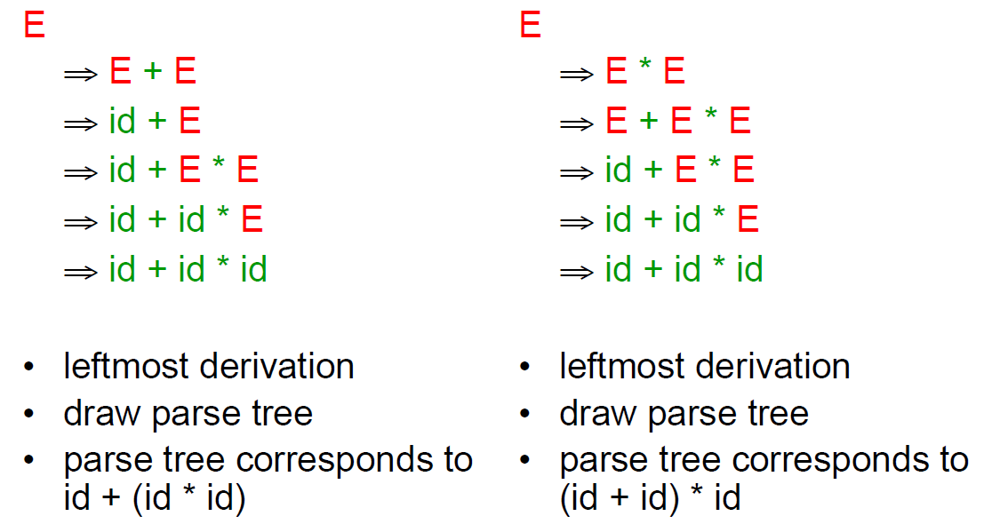 E
⇒ E + E
⇒ id + E
⇒ id + E * E
⇒ id + id * E
⇒ id + id * id
• leftmost derivation
• draw parse tree
• parse tree corresponds to
id + (id * id)
E
⇒ E * E
⇒ E + E * E
⇒ id + E * E
⇒ id + id * E
⇒ id + id * id
• leftmost derivation
• draw parse tree
• parse tree corresponds to
(id + id) * id